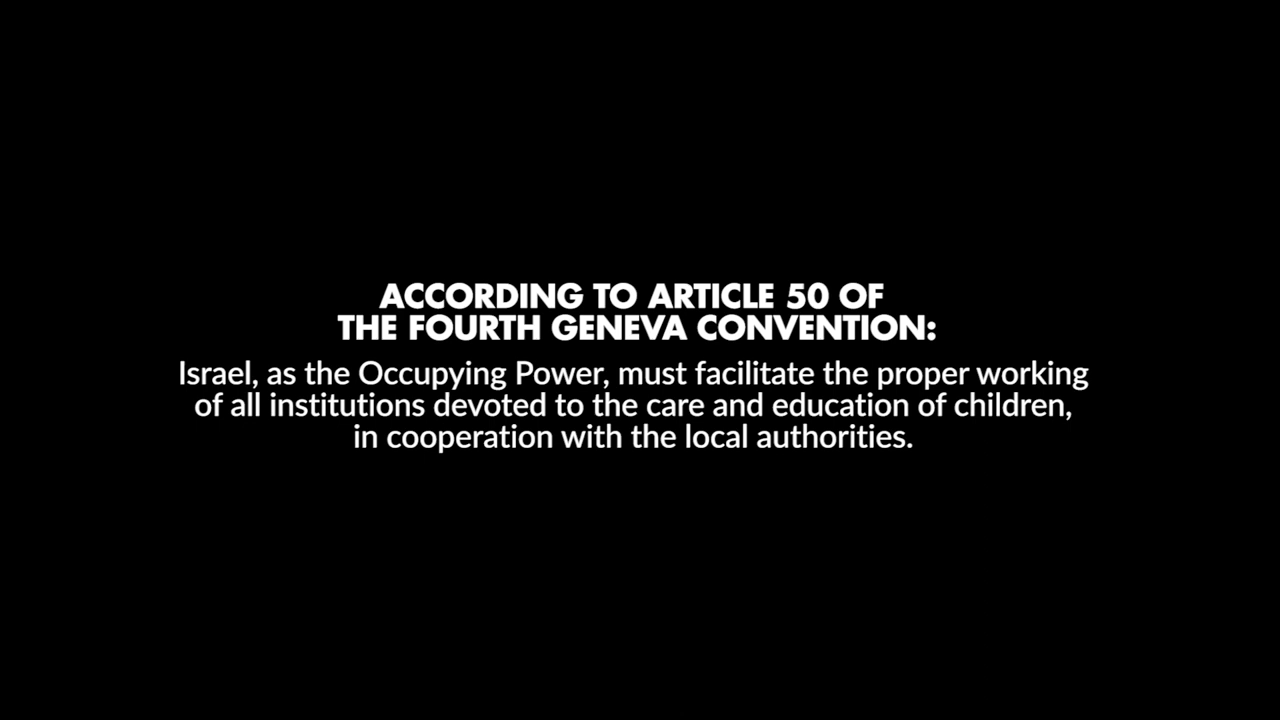 ACCORDING TO ARTICLE 50 OF
THE FOURTH GENEVA CONVENTION:
Israel, as the Occupying Power, must facilitate the proper working
of all institutions devoted to the care and education of children,
in cooperation with the local authorities.